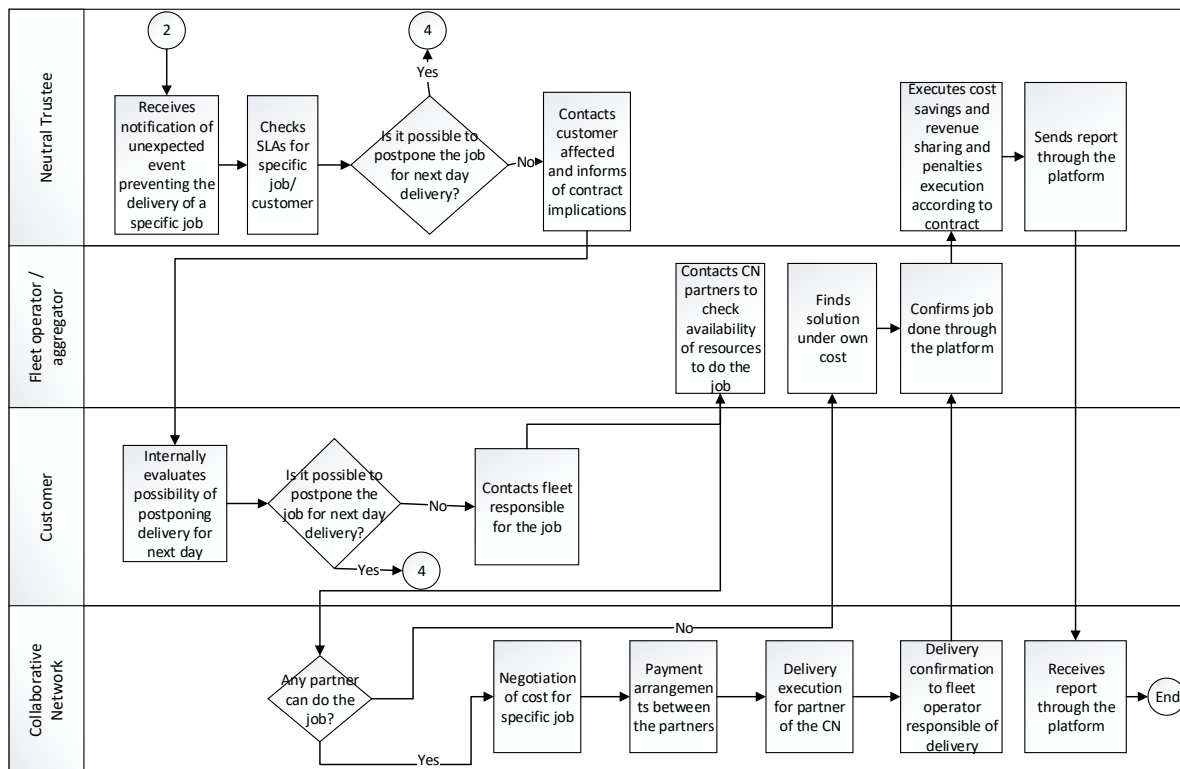 Neutral Trustee
2
Receives
notification of
unexpected
event
preventing the
delivery of a
specific job
Checks
SLAs for
specific
job/
customer
4
Yes
Is it possible to
postpone the job
for next day
delivery?
No
Contacts
customer
affected
and informs
of contract
implications
Executes cost
savings and
revenue
sharing and
penalties
execution
according to
contract
Sends report
through the
platform
Fleet operator /
aggregator
Contacts CN
partners to
check
availability
of resources
to do the
job
Finds
solution
under own
cost
Confirms job
done through
the platform
Customer
Internally
evaluates
possibility of
postponing
delivery for
next day
Is it possible to
postpone the
job for next day
delivery?
No
Yes
4
Contacts fleet
responsible
for the job
Collaborative
Network
Any partner
can do the
job?
No
Yes
Negotiation
of cost for
specific job
Payment
arrangeme
nts between
the partners
Delivery
execution
for partner
of the CN
Delivery
confirmation
to fleet
operator
responsible of
delivery
Receives
report
through the
platform
End